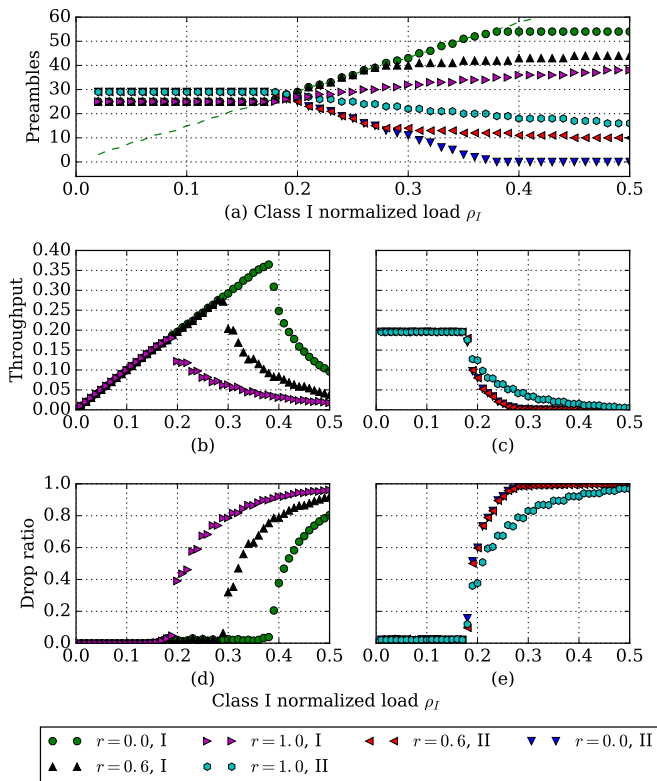 60
50
40
30
20
10
0
Preambles
0.0 0.1 0.2 0.3 0.4 0.5
(a) Class I normalized load ρ_I
0.40
0.35
0.30
0.25
0.20
0.15
0.10
0.05
0.00
Throughput
0.0 0.1 0.2 0.3 0.4 0.5
(b)
0.0 0.1 0.2 0.3 0.4 0.5
(c)
1.0
0.8
0.6
0.4
0.2
0.0
Drop ratio
0.0 0.1 0.2 0.3 0.4 0.5
(d)
0.0 0.1 0.2 0.3 0.4 0.5
(e)
Class I normalized load ρ_I
r = 0.0, I r = 1.0, I r = 0.6, II r = 0.0, II
r = 0.6, I r = 1.0, II